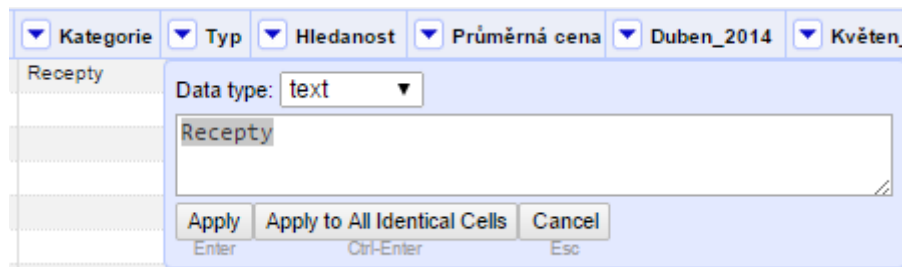 Kategorie Typ Hledanost Průměrná cena Duben_2014 Květen_
Recepty
Data type: text
Recepty
Apply Apply to All Identical Cells Cancel
Enter Ctrl-Enter Esc